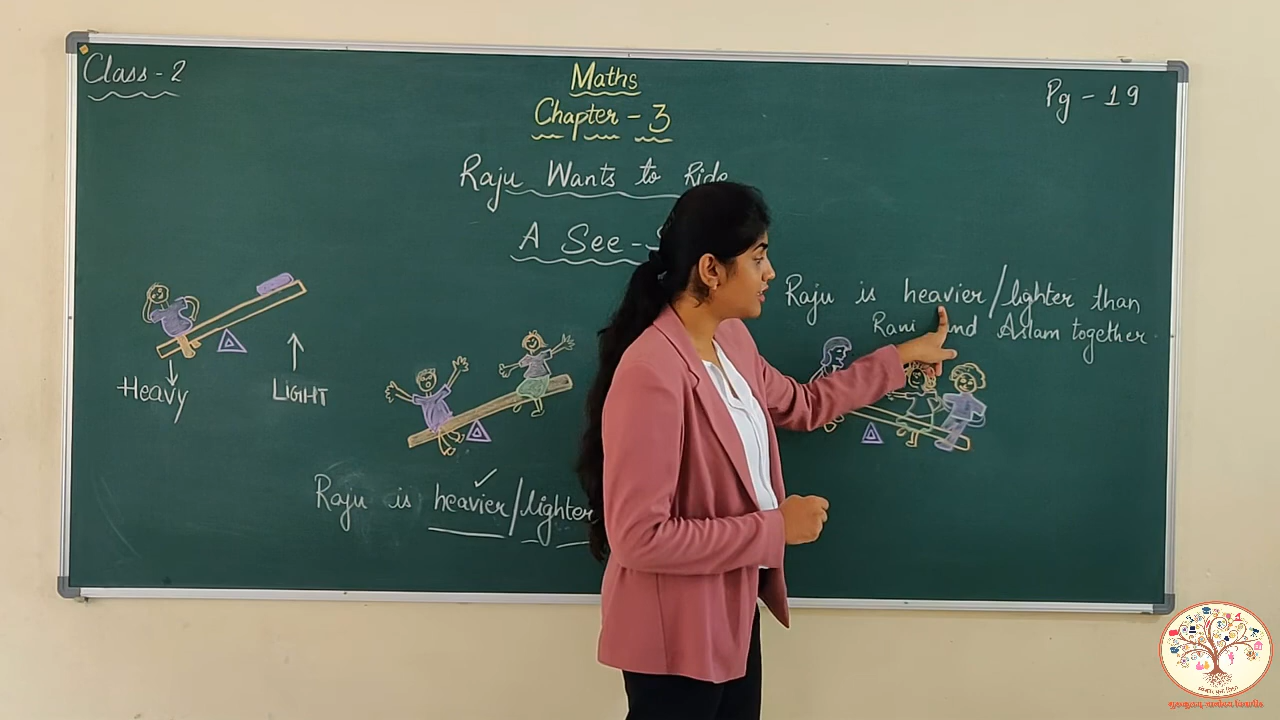 Class - 2
Maths
Pg - 19
Chapter - 3
Raju Wants to Ride
A See-S
Raju is heavier/lighter than
and Aslam together.
HEAVY
LIGHT
Raju is heavier/lighter